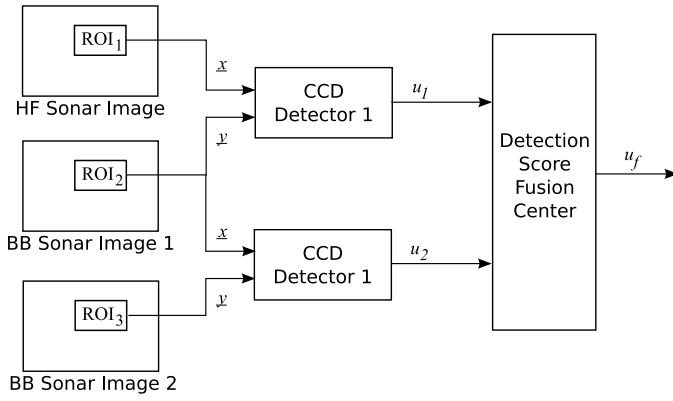 ROI1
HF Sonar Image
x
y
CCD
Detector 1
u1
ROI2
BB Sonar Image 1
x
y
CCD
Detector 1
u2
ROI3
BB Sonar Image 2
Detection
Score
Fusion
Center
uf